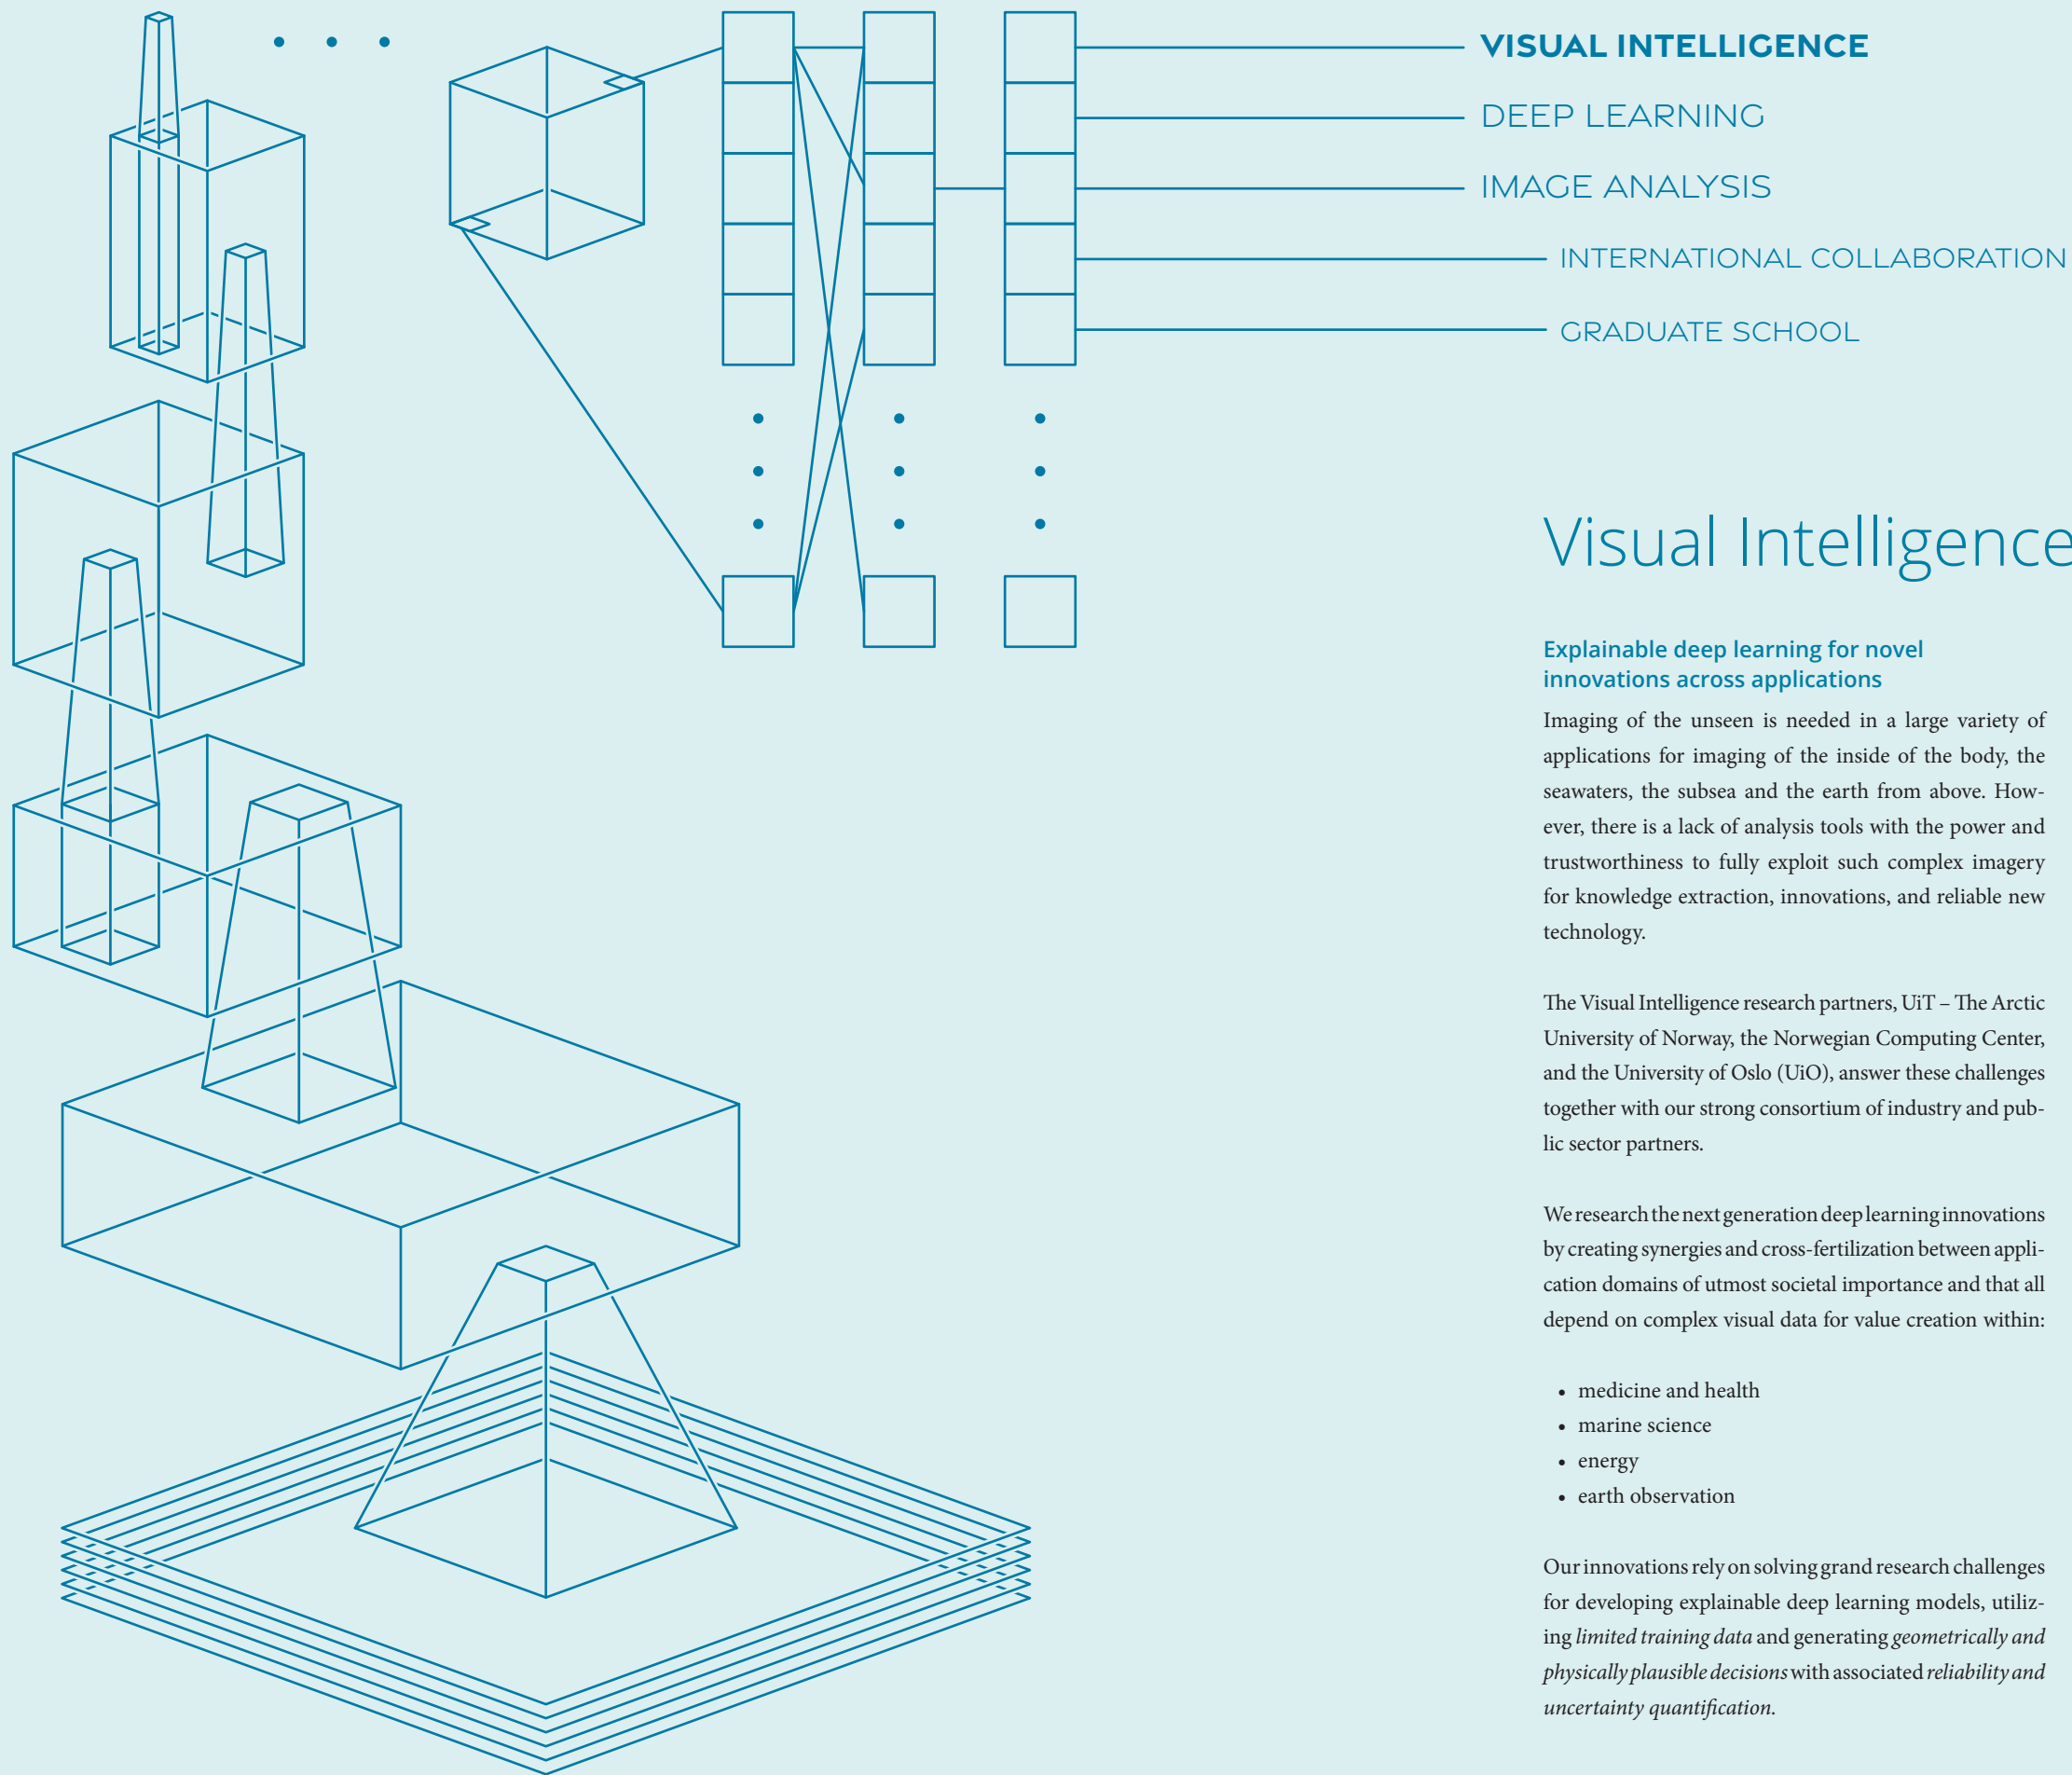 VISUAL INTELLIGENCE
DEEP LEARNING
IMAGE ANALYSIS
INTERNATIONAL COLLABORATION
GRADUATE SCHOOL
Visual Intelligence
Explainable deep learning for novel
innovations across applications
Imaging of the unseen is needed in a large variety of
applications for imaging of the inside of the body, the
seawaters, the subsea and the earth from above. How-
ever, there is a lack of analysis tools with the power and
trustworthiness to fully exploit such complex imagery
for knowledge extraction, innovations, and reliable new
technology.
The Visual Intelligence research partners, UiT – The Arctic
University of Norway, the Norwegian Computing Center,
and the University of Oslo (UiO), answer these challenges
together with our strong consortium of industry and pub-
lic sector partners.
We research the next generation deep learning innovations
by creating synergies and cross-fertilization between appli-
cation domains of utmost societal importance and that all
depend on complex visual data for value creation within:
• medicine and health
• marine science
• energy
• earth observation
Our innovations rely on solving grand research challenges
for developing explainable deep learning models, utiliz-
ing limited training data and generating geometrically and
physically plausible decisions with associated reliability and
uncertainty quantification.